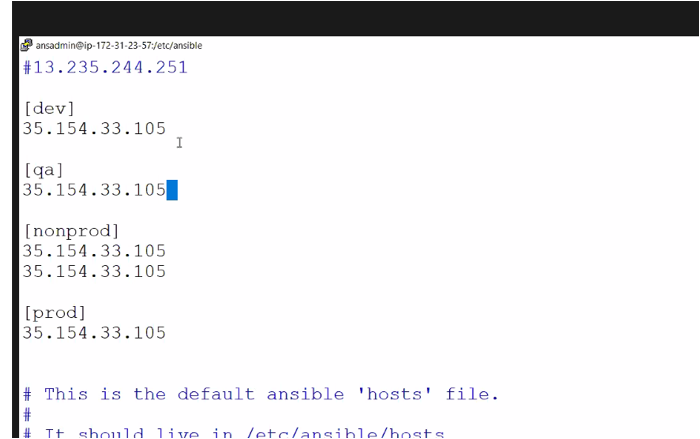 ansadmin@ip-172-31-23-57:/etc/ansible
#13.235.244.251
[dev]
35.154.33.105
[qa]
35.154.33.105
[nonprod]
35.154.33.105
35.154.33.105
[prod]
35.154.33.105
# This is the default ansible 'hosts' file.
#
# It should live in /etc/ansible/hosts